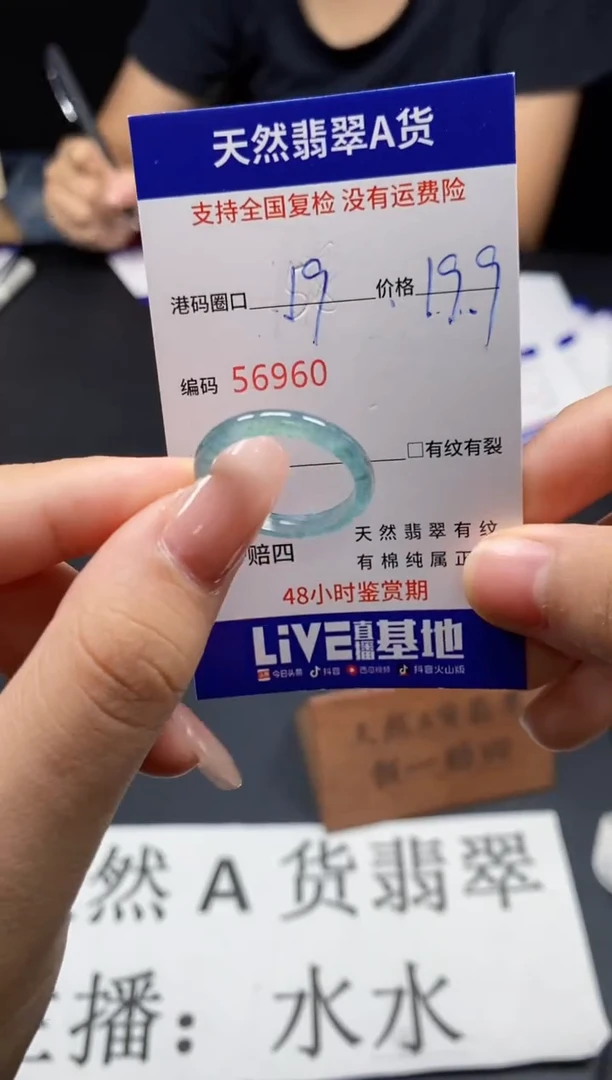 天然翡翠A货
支持全国复检 没有运费险
港码圈口 19 价格 19.9
编码 56960
□有纹有裂
赔四 天然翡翠有纹
有棉纯属正
48小时鉴赏期
LiVE直播基地
今日头条 抖音 西瓜视频 抖音火山版
然A货翡翠
播：水水